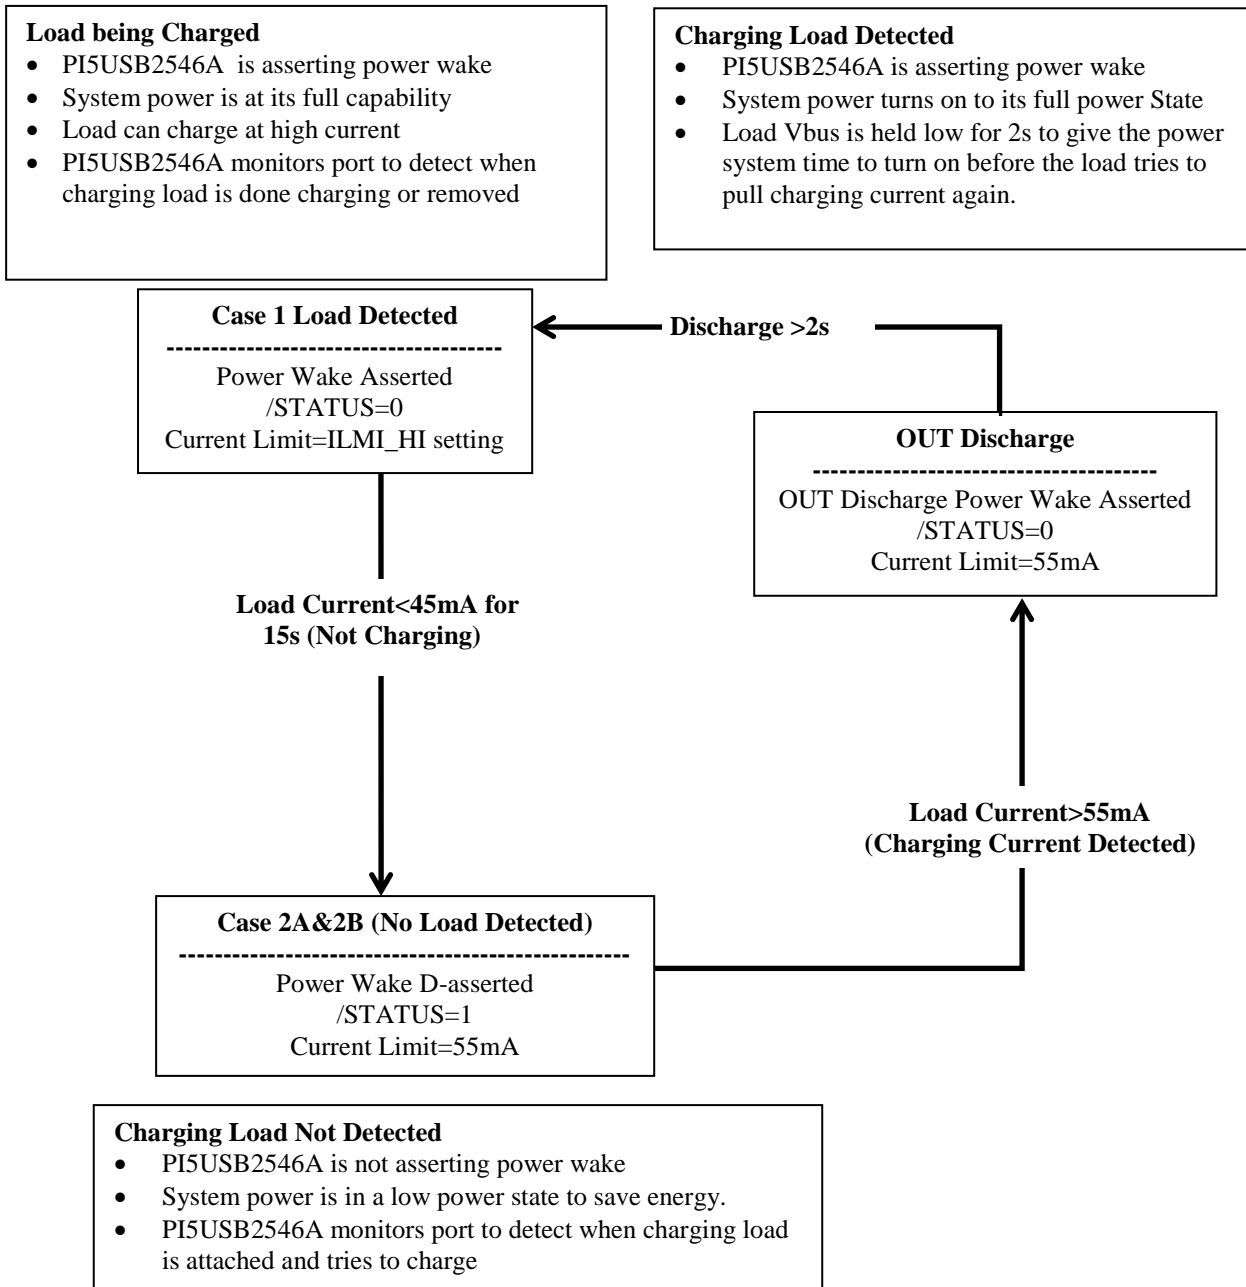 Load being Charged
• PI5USB2546A is asserting power wake
• System power is at its full capability
• Load can charge at high current
• PI5USB2546A monitors port to detect when
charging load is done charging or removed
Charging Load Detected
• PI5USB2546A is asserting power wake
• System power turns on to its full power State
• Load Vbus is held low for 2s to give the power
system time to turn on before the load tries to
pull charging current again.
Case 1 Load Detected
--------------------------------------
Power Wake Asserted
/STATUS=0
Current Limit=ILMI_HI setting
Discharge >2s
OUT Discharge
---------------------------------------
OUT Discharge Power Wake Asserted
/STATUS=0
Current Limit=55mA
Load Current<45mA for
15s (Not Charging)
Load Current>55mA
(Charging Current Detected)
Case 2A&2B (No Load Detected)
---------------------------------------------------
Power Wake D-asserted
/STATUS=1
Current Limit=55mA
Charging Load Not Detected
• PI5USB2546A is not asserting power wake
• System power is in a low power state to save energy.
• PI5USB2546A monitors port to detect when charging load
is attached and tries to charge